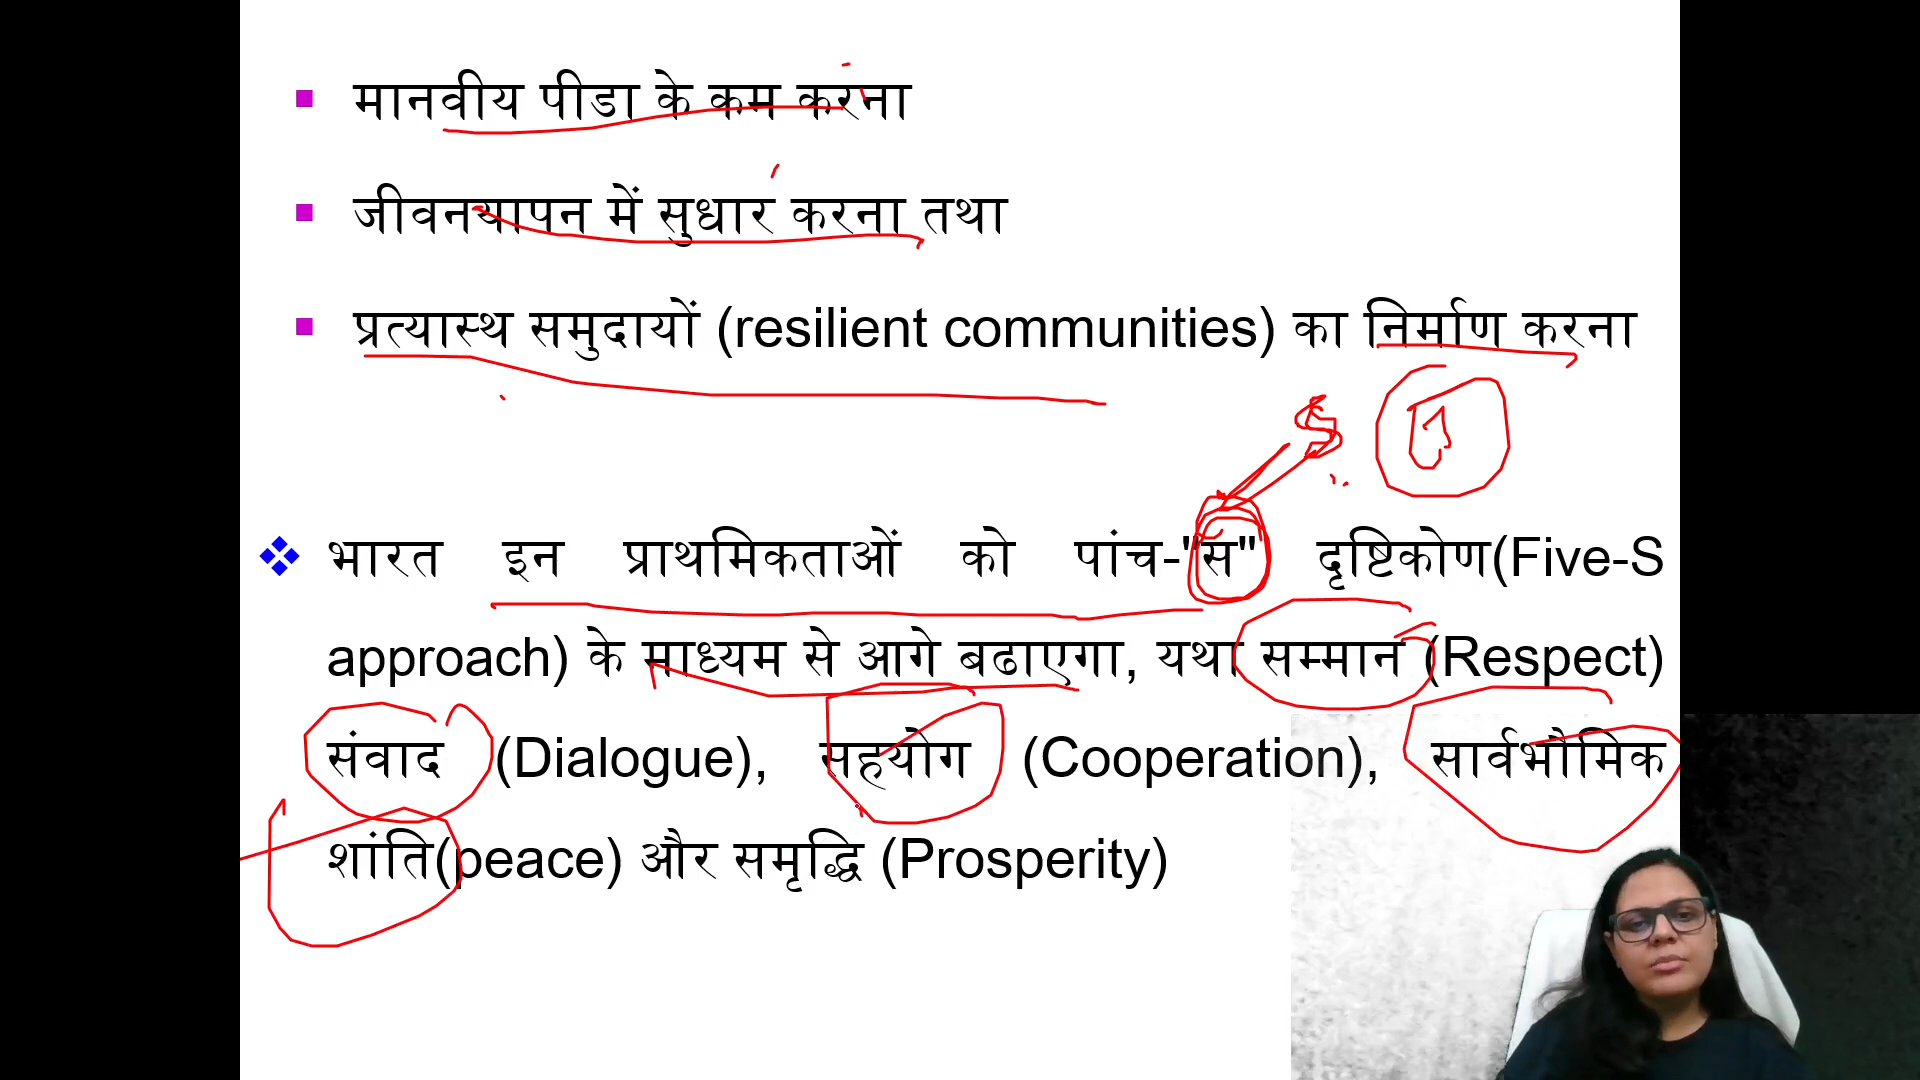 मानवीय पीडा के कम करना
जीवनयापन में सुधार करना तथा
प्रत्यास्थ समुदायों (resilient communities) का निर्माण करना
भारत इन प्राथमिकताओं को पांच-"स" दृष्टिकोण(Five-S
approach) के माध्यम से आगे बढाएगा, यथा सम्मान (Respect)
संवाद (Dialogue), सहयोग (Cooperation), सार्वभौमिक
शांति(peace) और समृद्धि (Prosperity)